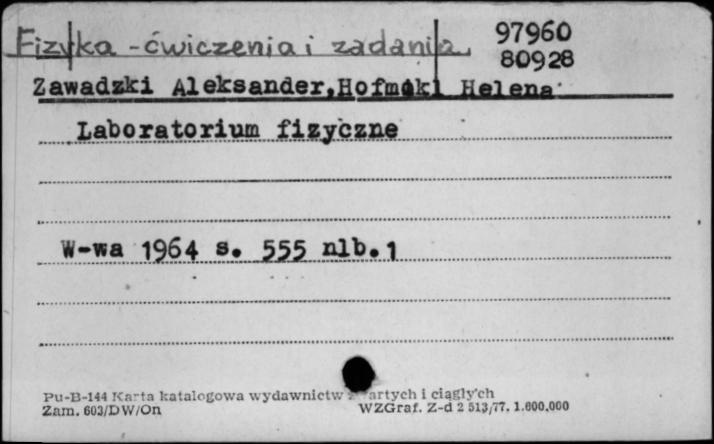 Fizyka - ćwiczenia i zadania 97960
80928
Zawadzki Aleksander, Hofmokl Helena
Laboratorium fizyczne
W-wa 1964 s. 555 nlb. 1
Pu-B-144 Karta katalogowa wydawnictw i ciągłych
Zam. 603/DW/On WZGraf. Z-d 2 513/77. 1.600.000